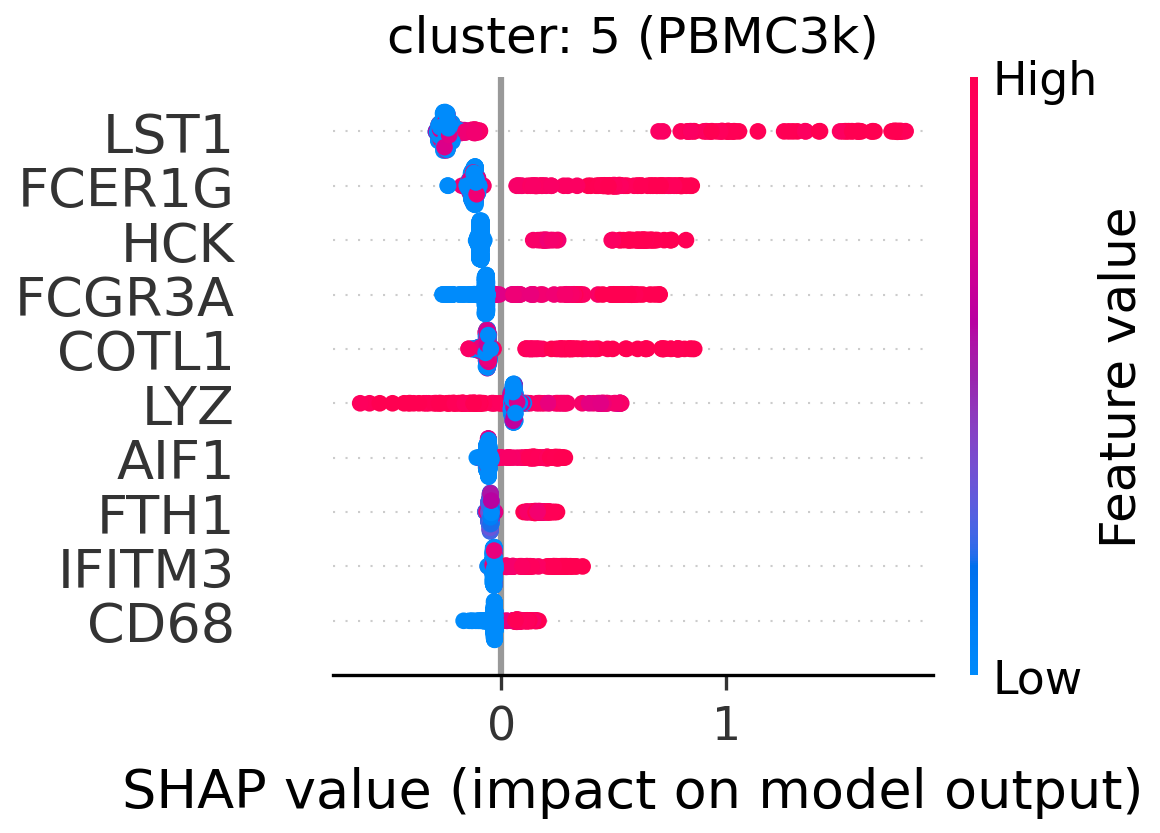 cluster: 5 (PBMC3k)
High
LST1
FCER1G
HCK
FCGR3A
COTL1
LYZ
AIF1
FTH1
IFITM3
CD68
Feature value
Low
0 1
SHAP value (impact on model output)